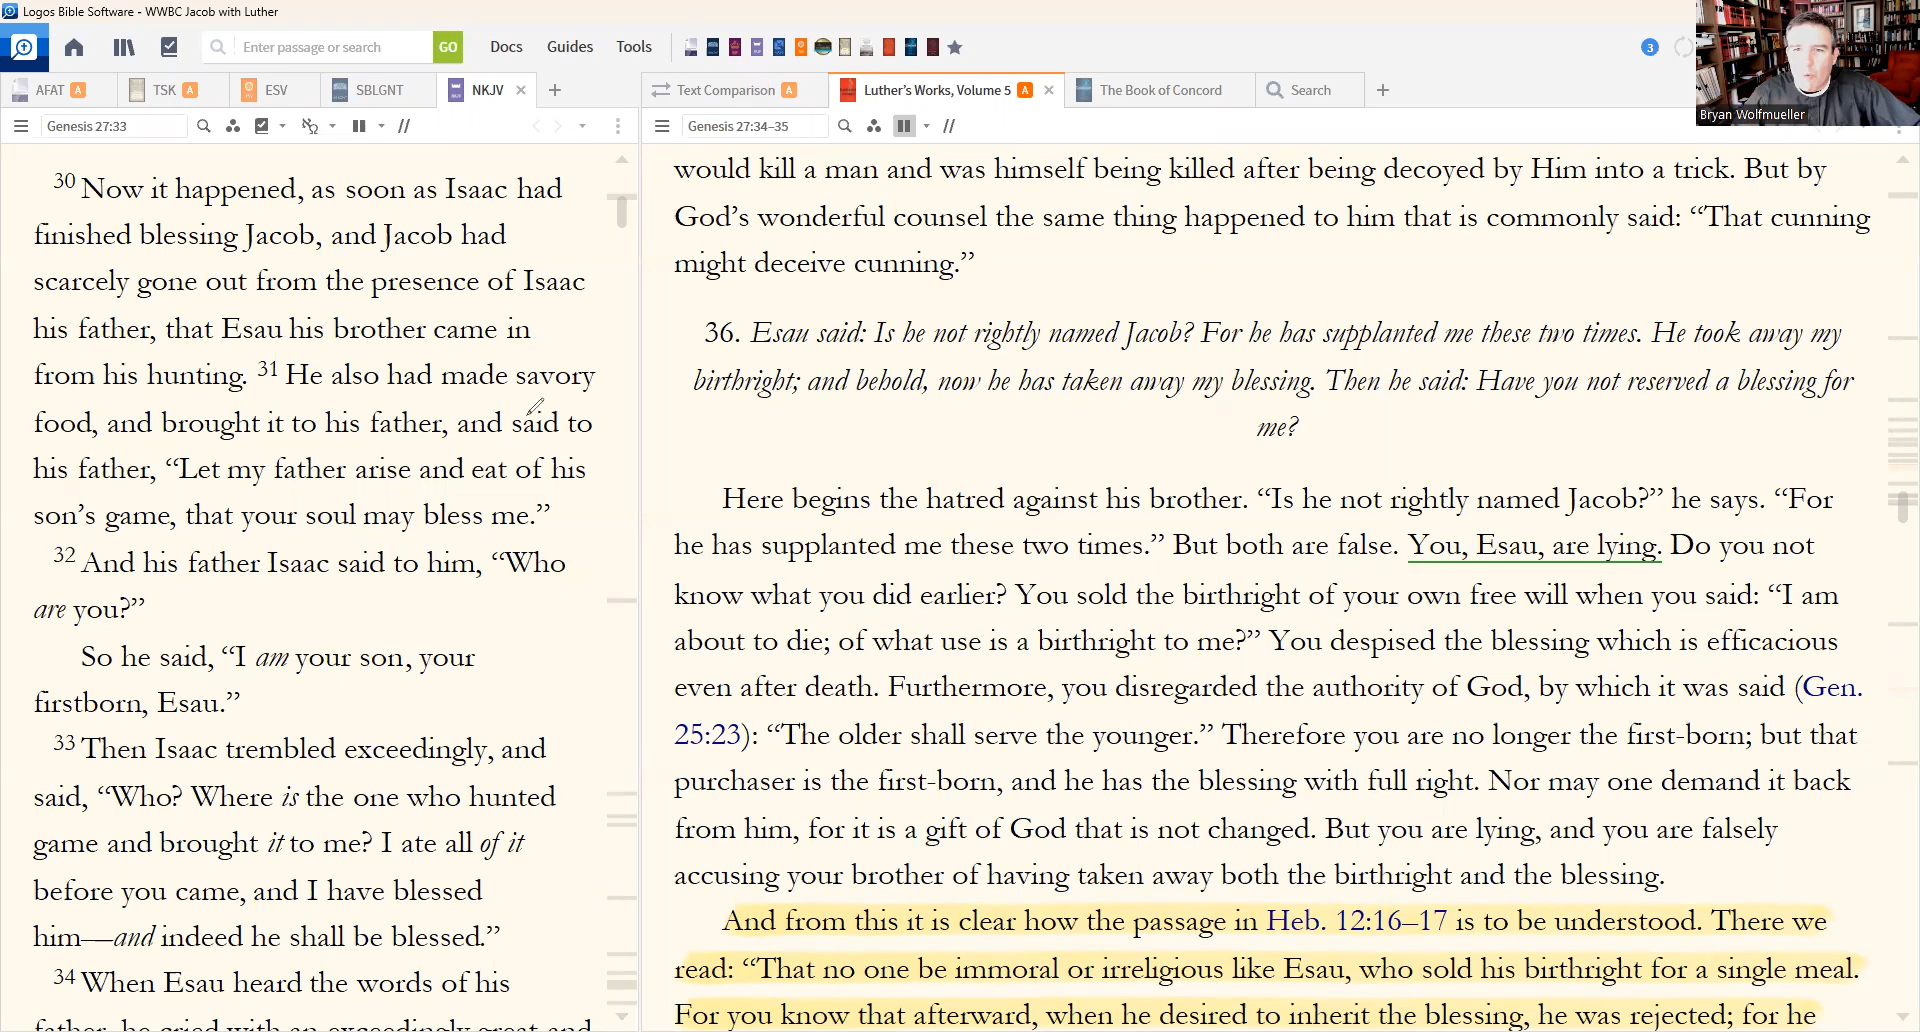 Logos Bible Software - WWBC Jacob with Luther
Enter passage or search
GO
Docs
Guides
Tools
3
AFAT A
TSK A
ESV
SBLGNT
NKJV
Text Comparison A
Luther's Works, Volume 5 A
The Book of Concord
Search
Bryan Wolfmueller
Genesis 27:33
Genesis 27:34–35
30 Now it happened, as soon as Isaac had
finished blessing Jacob, and Jacob had
scarcely gone out from the presence of Isaac
his father, that Esau his brother came in
from his hunting. 31 He also had made savory
food, and brought it to his father, and said to
his father, “Let my father arise and eat of his
son’s game, that your soul may bless me.”
32 And his father Isaac said to him, “Who
are you?”
So he said, “I am your son, your
firstborn, Esau.”
33 Then Isaac trembled exceedingly, and
said, “Who? Where is the one who hunted
game and brought it to me? I ate all of it
before you came, and I have blessed
him—and indeed he shall be blessed.”
34 When Esau heard the words of his
father, he cried with an exceedingly great and
would kill a man and was himself being killed after being decoyed by Him into a trick. But by
God’s wonderful counsel the same thing happened to him that is commonly said: “That cunning
might deceive cunning.”
36. Esau said: Is he not rightly named Jacob? For he has supplanted me these two times. He took away my
birthright; and behold, now he has taken away my blessing. Then he said: Have you not reserved a blessing for
me?
Here begins the hatred against his brother. “Is he not rightly named Jacob?” he says. “For
he has supplanted me these two times.” But both are false. You, Esau, are lying. Do you not
know what you did earlier? You sold the birthright of your own free will when you said: “I am
about to die; of what use is a birthright to me?” You despised the blessing which is efficacious
even after death. Furthermore, you disregarded the authority of God, by which it was said (Gen.
25:23): “The older shall serve the younger.” Therefore you are no longer the first-born; but that
purchaser is the first-born, and he has the blessing with full right. Nor may one demand it back
from him, for it is a gift of God that is not changed. But you are lying, and you are falsely
accusing your brother of having taken away both the birthright and the blessing.
And from this it is clear how the passage in Heb. 12:16–17 is to be understood. There we
read: “That no one be immoral or irreligious like Esau, who sold his birthright for a single meal.
For you know that afterward, when he desired to inherit the blessing, he was rejected; for he